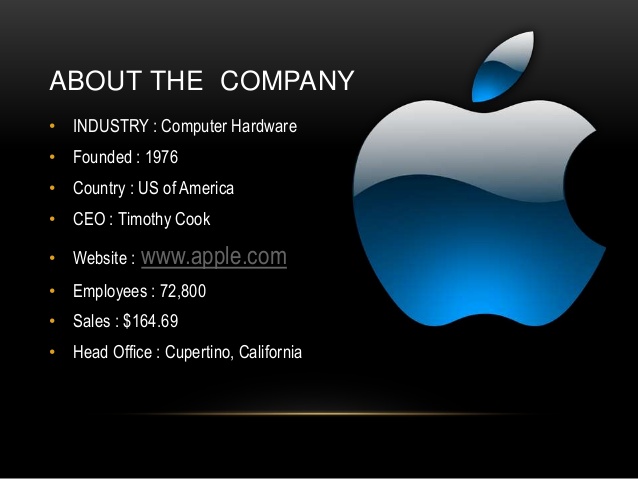 ABOUT THE COMPANY
• INDUSTRY : Computer Hardware
• Founded : 1976
• Country : US of America
• CEO : Timothy Cook
• Website : www.apple.com
• Employees : 72,800
• Sales : $164.69
• Head Office : Cupertino, California